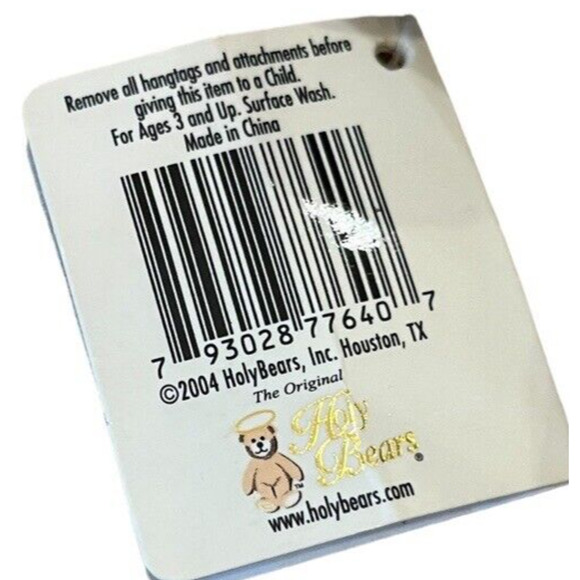 Remove all hangtags and attachments before
giving this item to a Child.
For Ages 3 and Up. Surface Wash.
Made in China
7 93028 77640 7
©2004 HolyBears, Inc. Houston, TX
The Original
Holy
Bears®
™
www.holybears.com